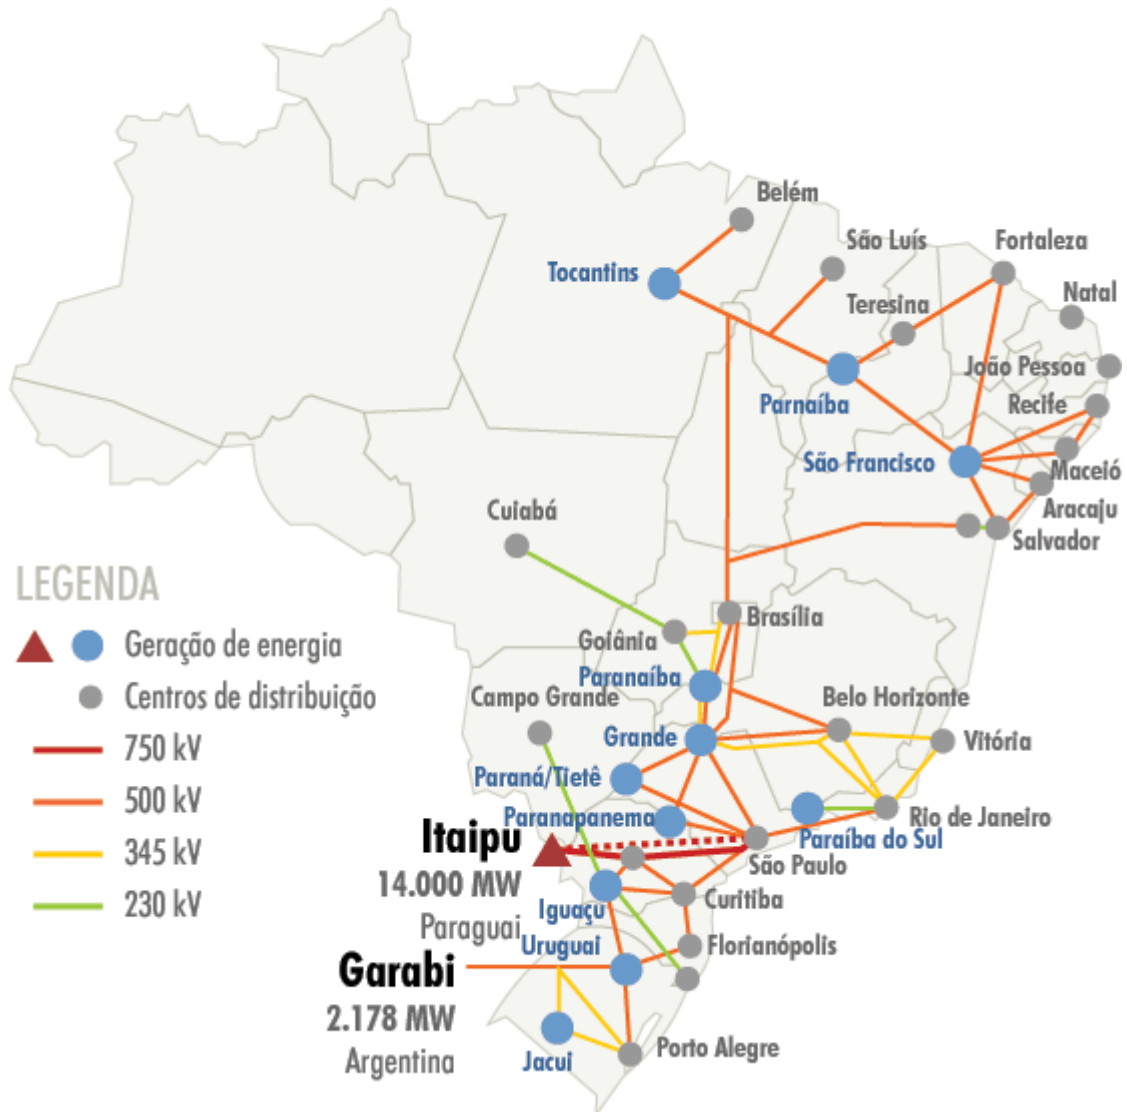 Belém
São Luís
Fortaleza
Tocantins
Teresina
Natal
João Pessoa
Parnaíba
Recife
São Francisco
Maceió
Aracaju
Cuiabá
Salvador
LEGENDA
Geração de energia
Centros de distribuição
750 kV
500 kV
345 kV
230 kV
Brasília
Goiânia
Paranaíba
Campo Grande
Belo Horizonte
Grande
Vitória
Paraná/Tietê
Paranapanema
Rio de Janeiro
Paraíba do Sul
Itaipu
14.000 MW
Paraguai
São Paulo
Curitiba
Iguaçu
Uruguai
Florianópolis
Garabi
2.178 MW
Argentina
Jacui
Porto Alegre